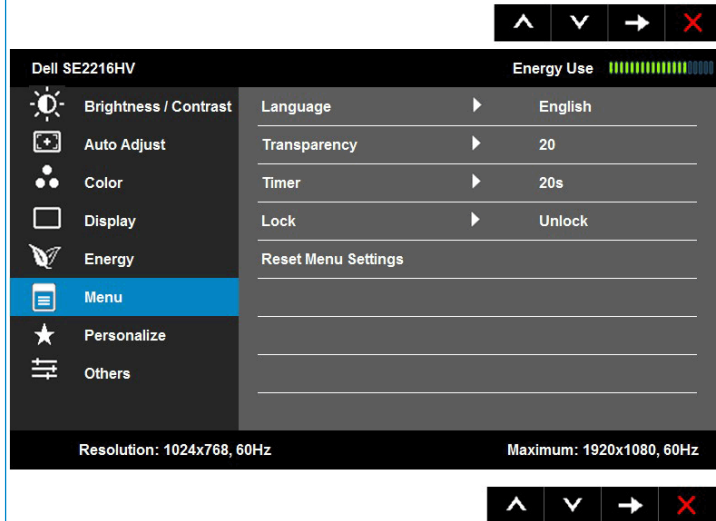 Dell SE2216HV Energy Use
Brightness / Contrast Language English
Auto Adjust Transparency 20
Color Timer 20s
Display Lock Unlock
Energy Reset Menu Settings
Menu
Personalize
Others
Resolution: 1024x768, 60Hz Maximum: 1920x1080, 60Hz